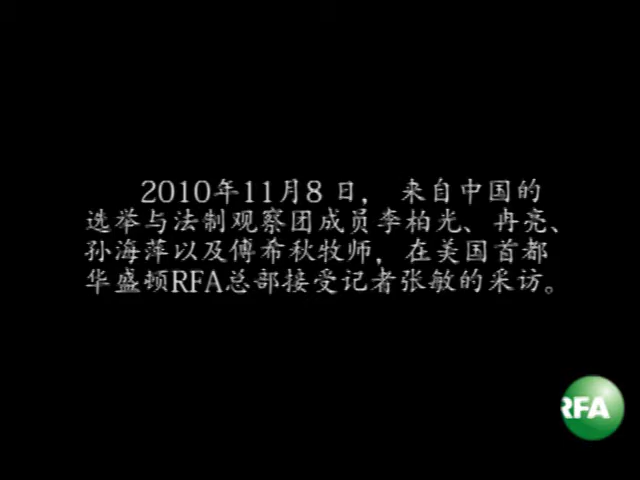 2010年11月8日， 来自中国的
选举与法制观察团成员李柏光、冉亮、
孙海萍以及傅希秋牧师，在美国首都
华盛顿RFA总部接受记者张敏的采访。
RFA